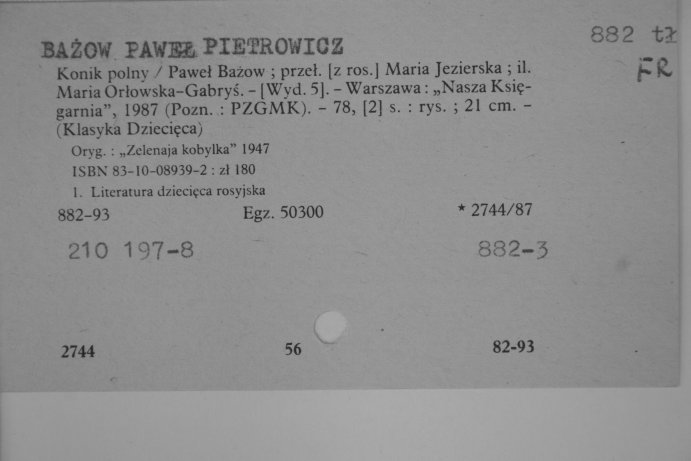 882 tł
BAŻOW PAWEŁ PIETROWICZ
FR
Konik polny / Paweł Bażow ; przeł. [z ros.] Maria Jezierska ; il.
Maria Orłowska-Gabryś. – [Wyd. 5]. – Warszawa : „Nasza Księ-
garnia”, 1987 (Pozn. : PZGMK). – 78, [2] s. : rys. ; 21 cm. –
(Klasyka Dziecięca)
Oryg. : „Zelenaja kobylka” 1947
ISBN 83-10-08939-2 : zł 180
1. Literatura dziecięca rosyjska
882-93 Egz. 50300 * 2744/87
210 197-8 882-3
2744 56 82-93